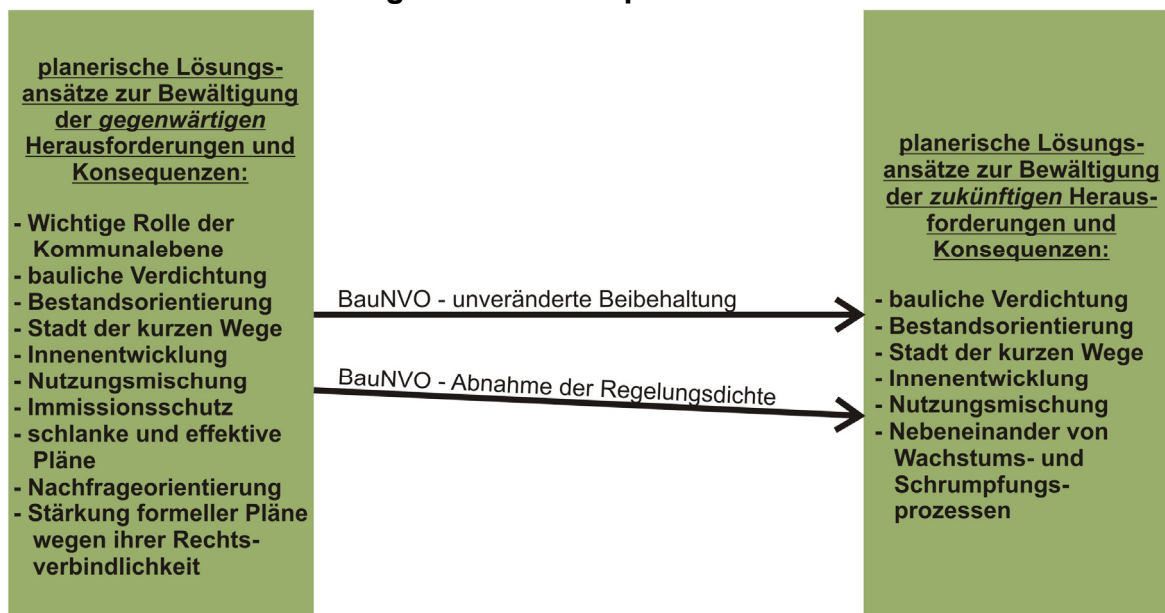 planerische Lösungs-
ansätze zur Bewältigung
der gegenwärtigen
Herausforderungen und
Konsequenzen:
- Wichtige Rolle der
Kommunalebene
- bauliche Verdichtung
- Bestandsorientierung
- Stadt der kurzen Wege
- Innenentwicklung
- Nutzungsmischung
- Immissionsschutz
- schlanke und effektive
Pläne
- Nachfrageorientierung
- Stärkung formeller Pläne
wegen ihrer Rechts-
verbindlichkeit
BauNVO - unveränderte Beibehaltung
BauNVO - Abnahme der Regelungsdichte
planerische Lösungs-
ansätze zur Bewältigung
der zukünftigen Heraus-
forderungen und
Konsequenzen:
- bauliche Verdichtung
- Bestandsorientierung
- Stadt der kurzen Wege
- Innenentwicklung
- Nutzungsmischung
- Nebeneinander von
Wachstums- und
Schrumpfungs-
prozessen